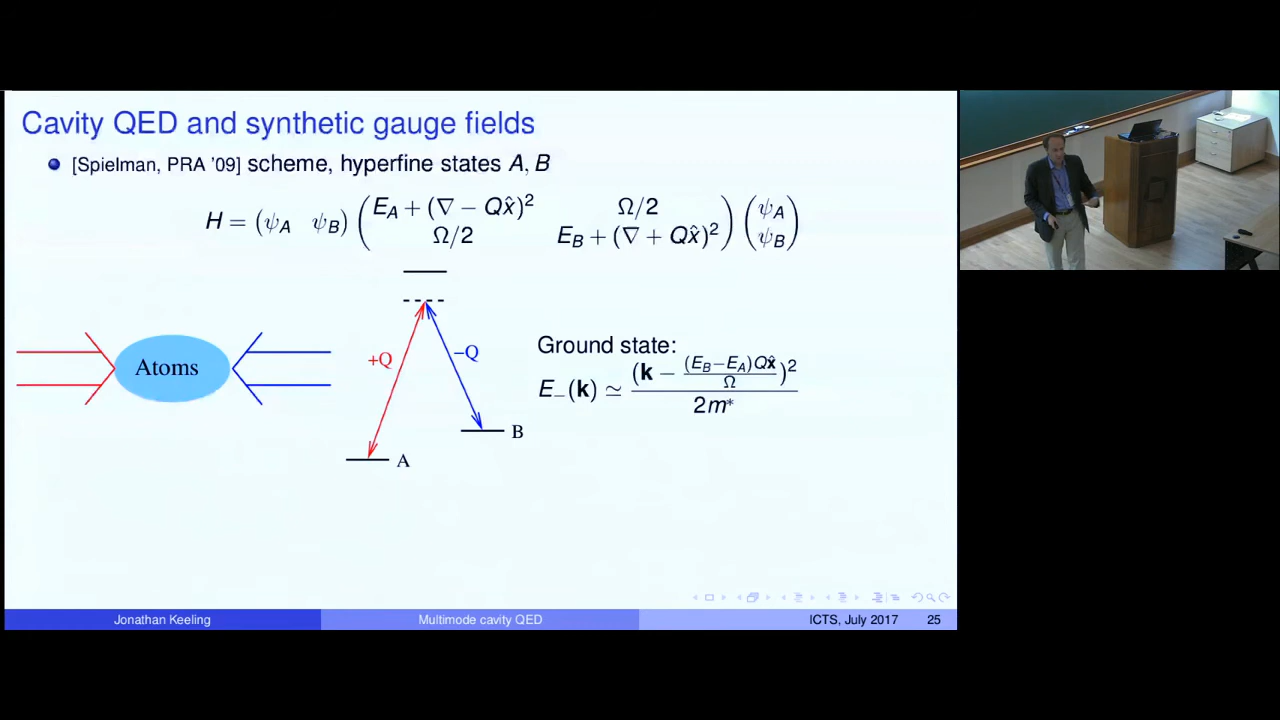 Cavity QED and synthetic gauge fields
[Spielman, PRA '09] scheme, hyperfine states A, B
H = (ψ_A ψ_B) ( E_A + (∇ − Qx̂)² Ω/2 ; Ω/2 E_B + (∇ + Qx̂)² ) ( ψ_A ; ψ_B )
Atoms
+Q
−Q
B
A
Ground state:
E₋(k) ≃ (k − (E_B−E_A)Qx̂ / Ω)² / 2m*
Jonathan Keeling Multimode cavity QED ICTS, July 2017 25